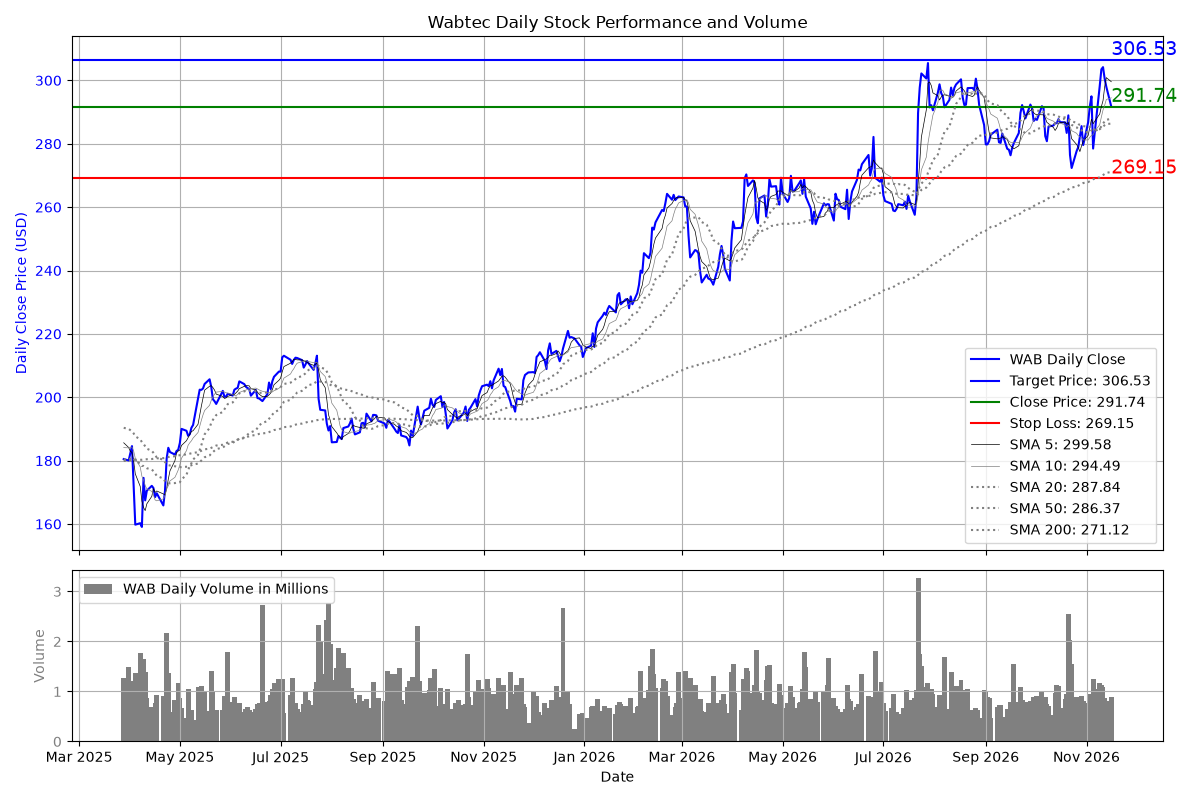 Wabtec Daily Stock Performance and Volume
306.53
291.74
269.15
Daily Close Price (USD)
300
280
260
240
220
200
180
160
WAB Daily Close
Target Price: 306.53
Close Price: 291.74
Stop Loss: 269.15
SMA 5: 299.58
SMA 10: 294.49
SMA 20: 287.84
SMA 50: 286.37
SMA 200: 271.12
WAB Daily Volume in Millions
Volume
3
2
1
0
Mar 2025 May 2025 Jul 2025 Sep 2025 Nov 2025 Jan 2026 Mar 2026 May 2026 Jul 2026 Sep 2026 Nov 2026
Date